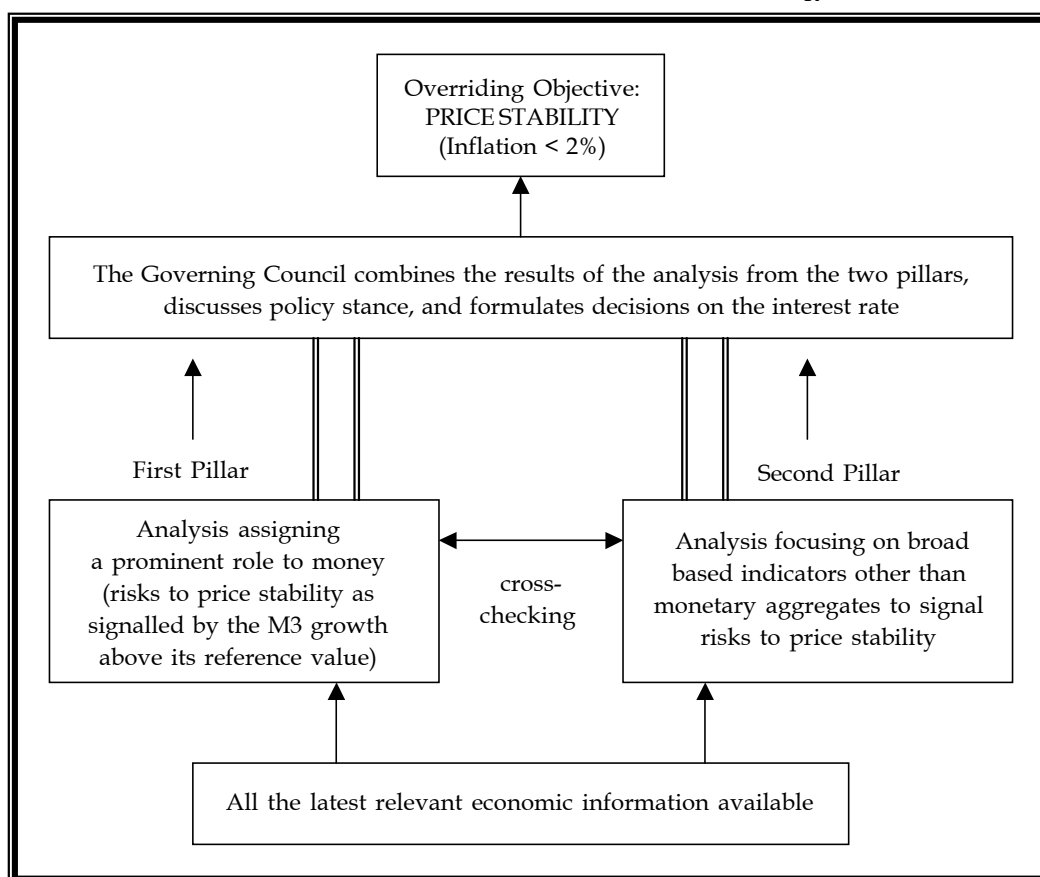 Overriding Objective:
PRICE STABILITY
(Inflation < 2%)
The Governing Council combines the results of the analysis from the two pillars,
discusses policy stance, and formulates decisions on the interest rate
First Pillar
Second Pillar
Analysis assigning
a prominent role to money
(risks to price stability as
signalled by the M3 growth
above its reference value)
cross-
checking
Analysis focusing on broad
based indicators other than
monetary aggregates to signal
risks to price stability
All the latest relevant economic information available